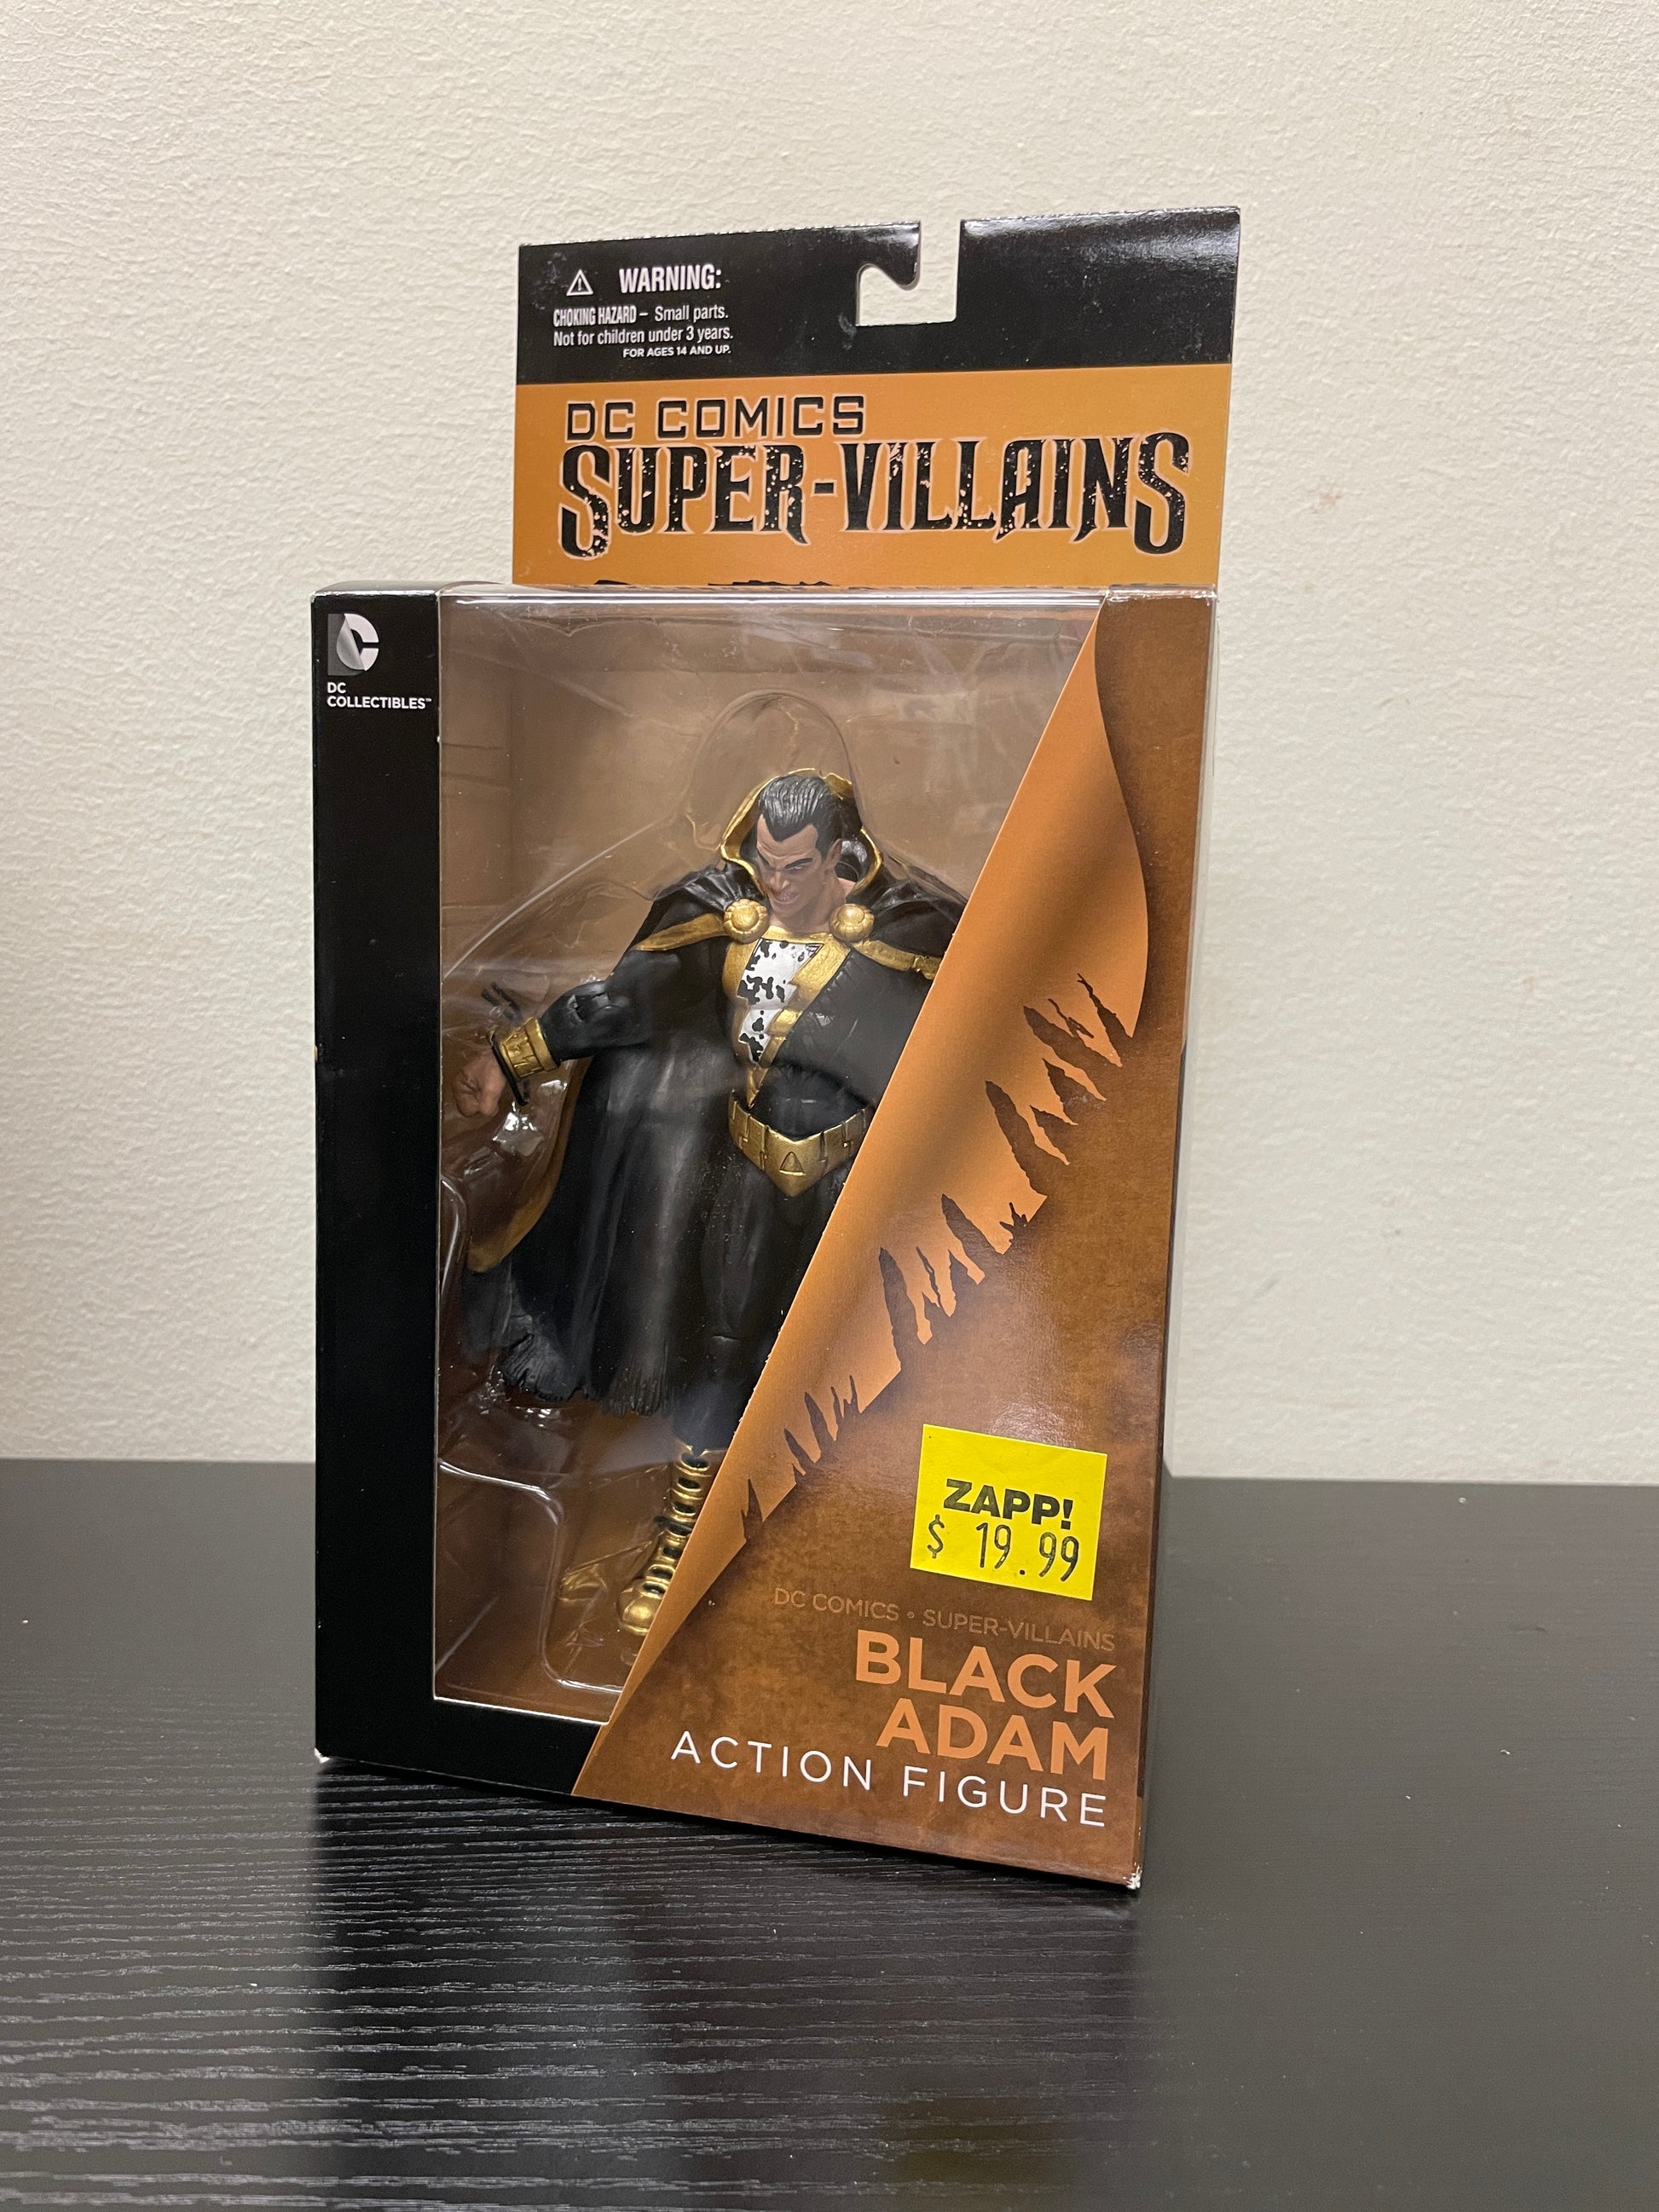 WARNING:
CHOKING HAZARD – Small parts.
Not for children under 3 years.
FOR AGES 14 AND UP.
DC COMICS
SUPER-VILLAINS
DC
COLLECTIBLES™
ZAPP!
$ 19.99
DC COMICS • SUPER-VILLAINS
BLACK
ADAM
ACTION FIGURE